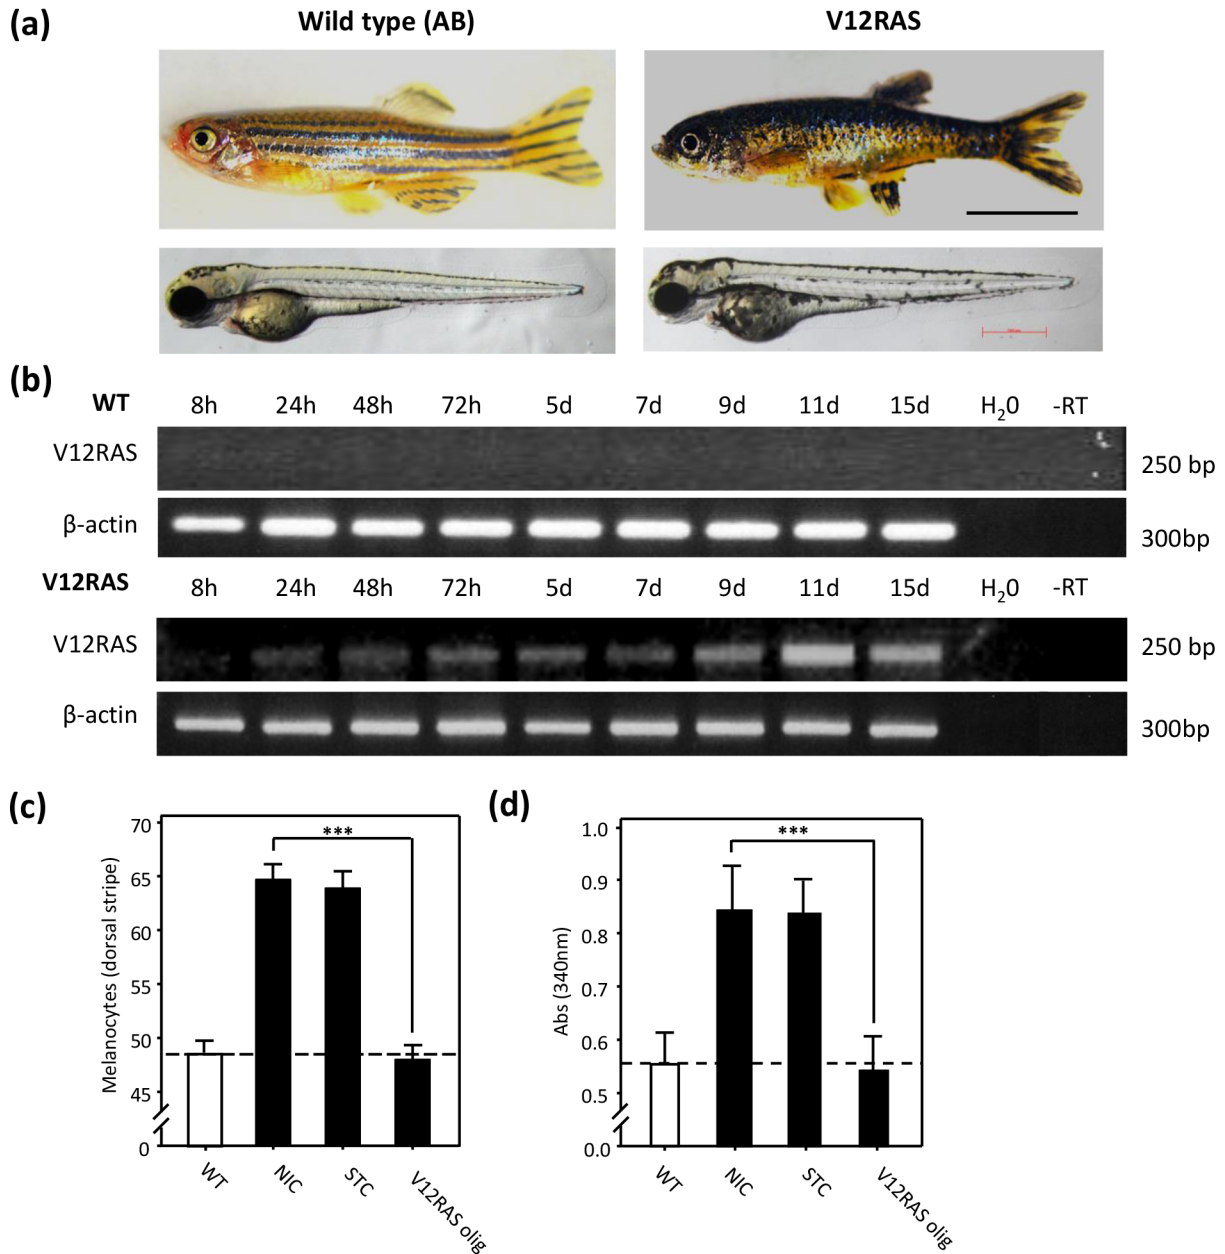 (a)
Wild type (AB)
V12RAS
(b)
WT 8h 24h 48h 72h 5d 7d 9d 11d 15d H₂0 -RT
V12RAS 250 bp
β-actin 300bp
V12RAS 8h 24h 48h 72h 5d 7d 9d 11d 15d H₂0 -RT
V12RAS 250 bp
β-actin 300bp
(c)
***
Melanocytes (dorsal stripe)
70
65
60
55
50
45
0
WT
NIC
STC
V12RAS olig
(d)
***
Abs (340nm)
1.0
0.9
0.8
0.7
0.6
0.5
0.0
WT
NIC
STC
V12RAS olig